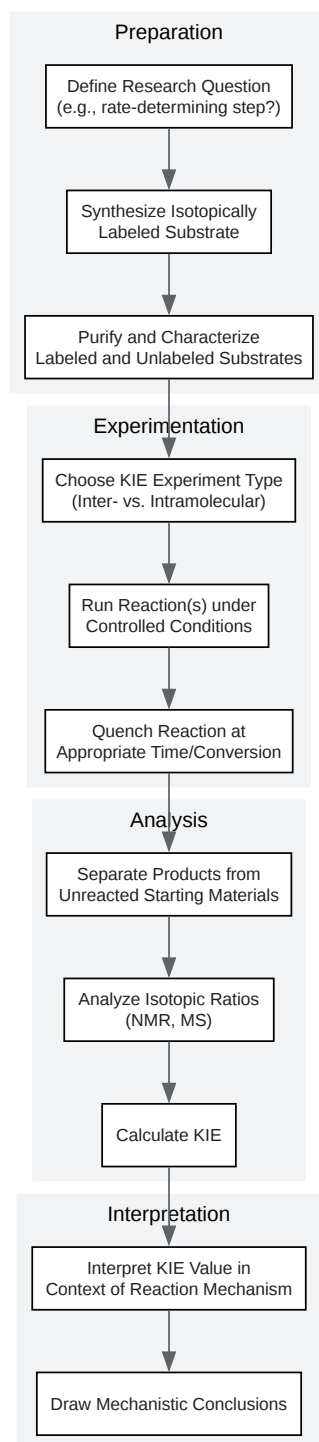 Preparation
Define Research Question
(e.g., rate-determining step?)
Synthesize Isotopically
Labeled Substrate
Purify and Characterize
Labeled and Unlabeled Substrates
Experimentation
Choose KIE Experiment Type
(Inter- vs. Intramolecular)
Run Reaction(s) under
Controlled Conditions
Quench Reaction at
Appropriate Time/Conversion
Analysis
Separate Products from
Unreacted Starting Materials
Analyze Isotopic Ratios
(NMR, MS)
Calculate KIE
Interpretation
Interpret KIE Value in
Context of Reaction Mechanism
Draw Mechanistic Conclusions